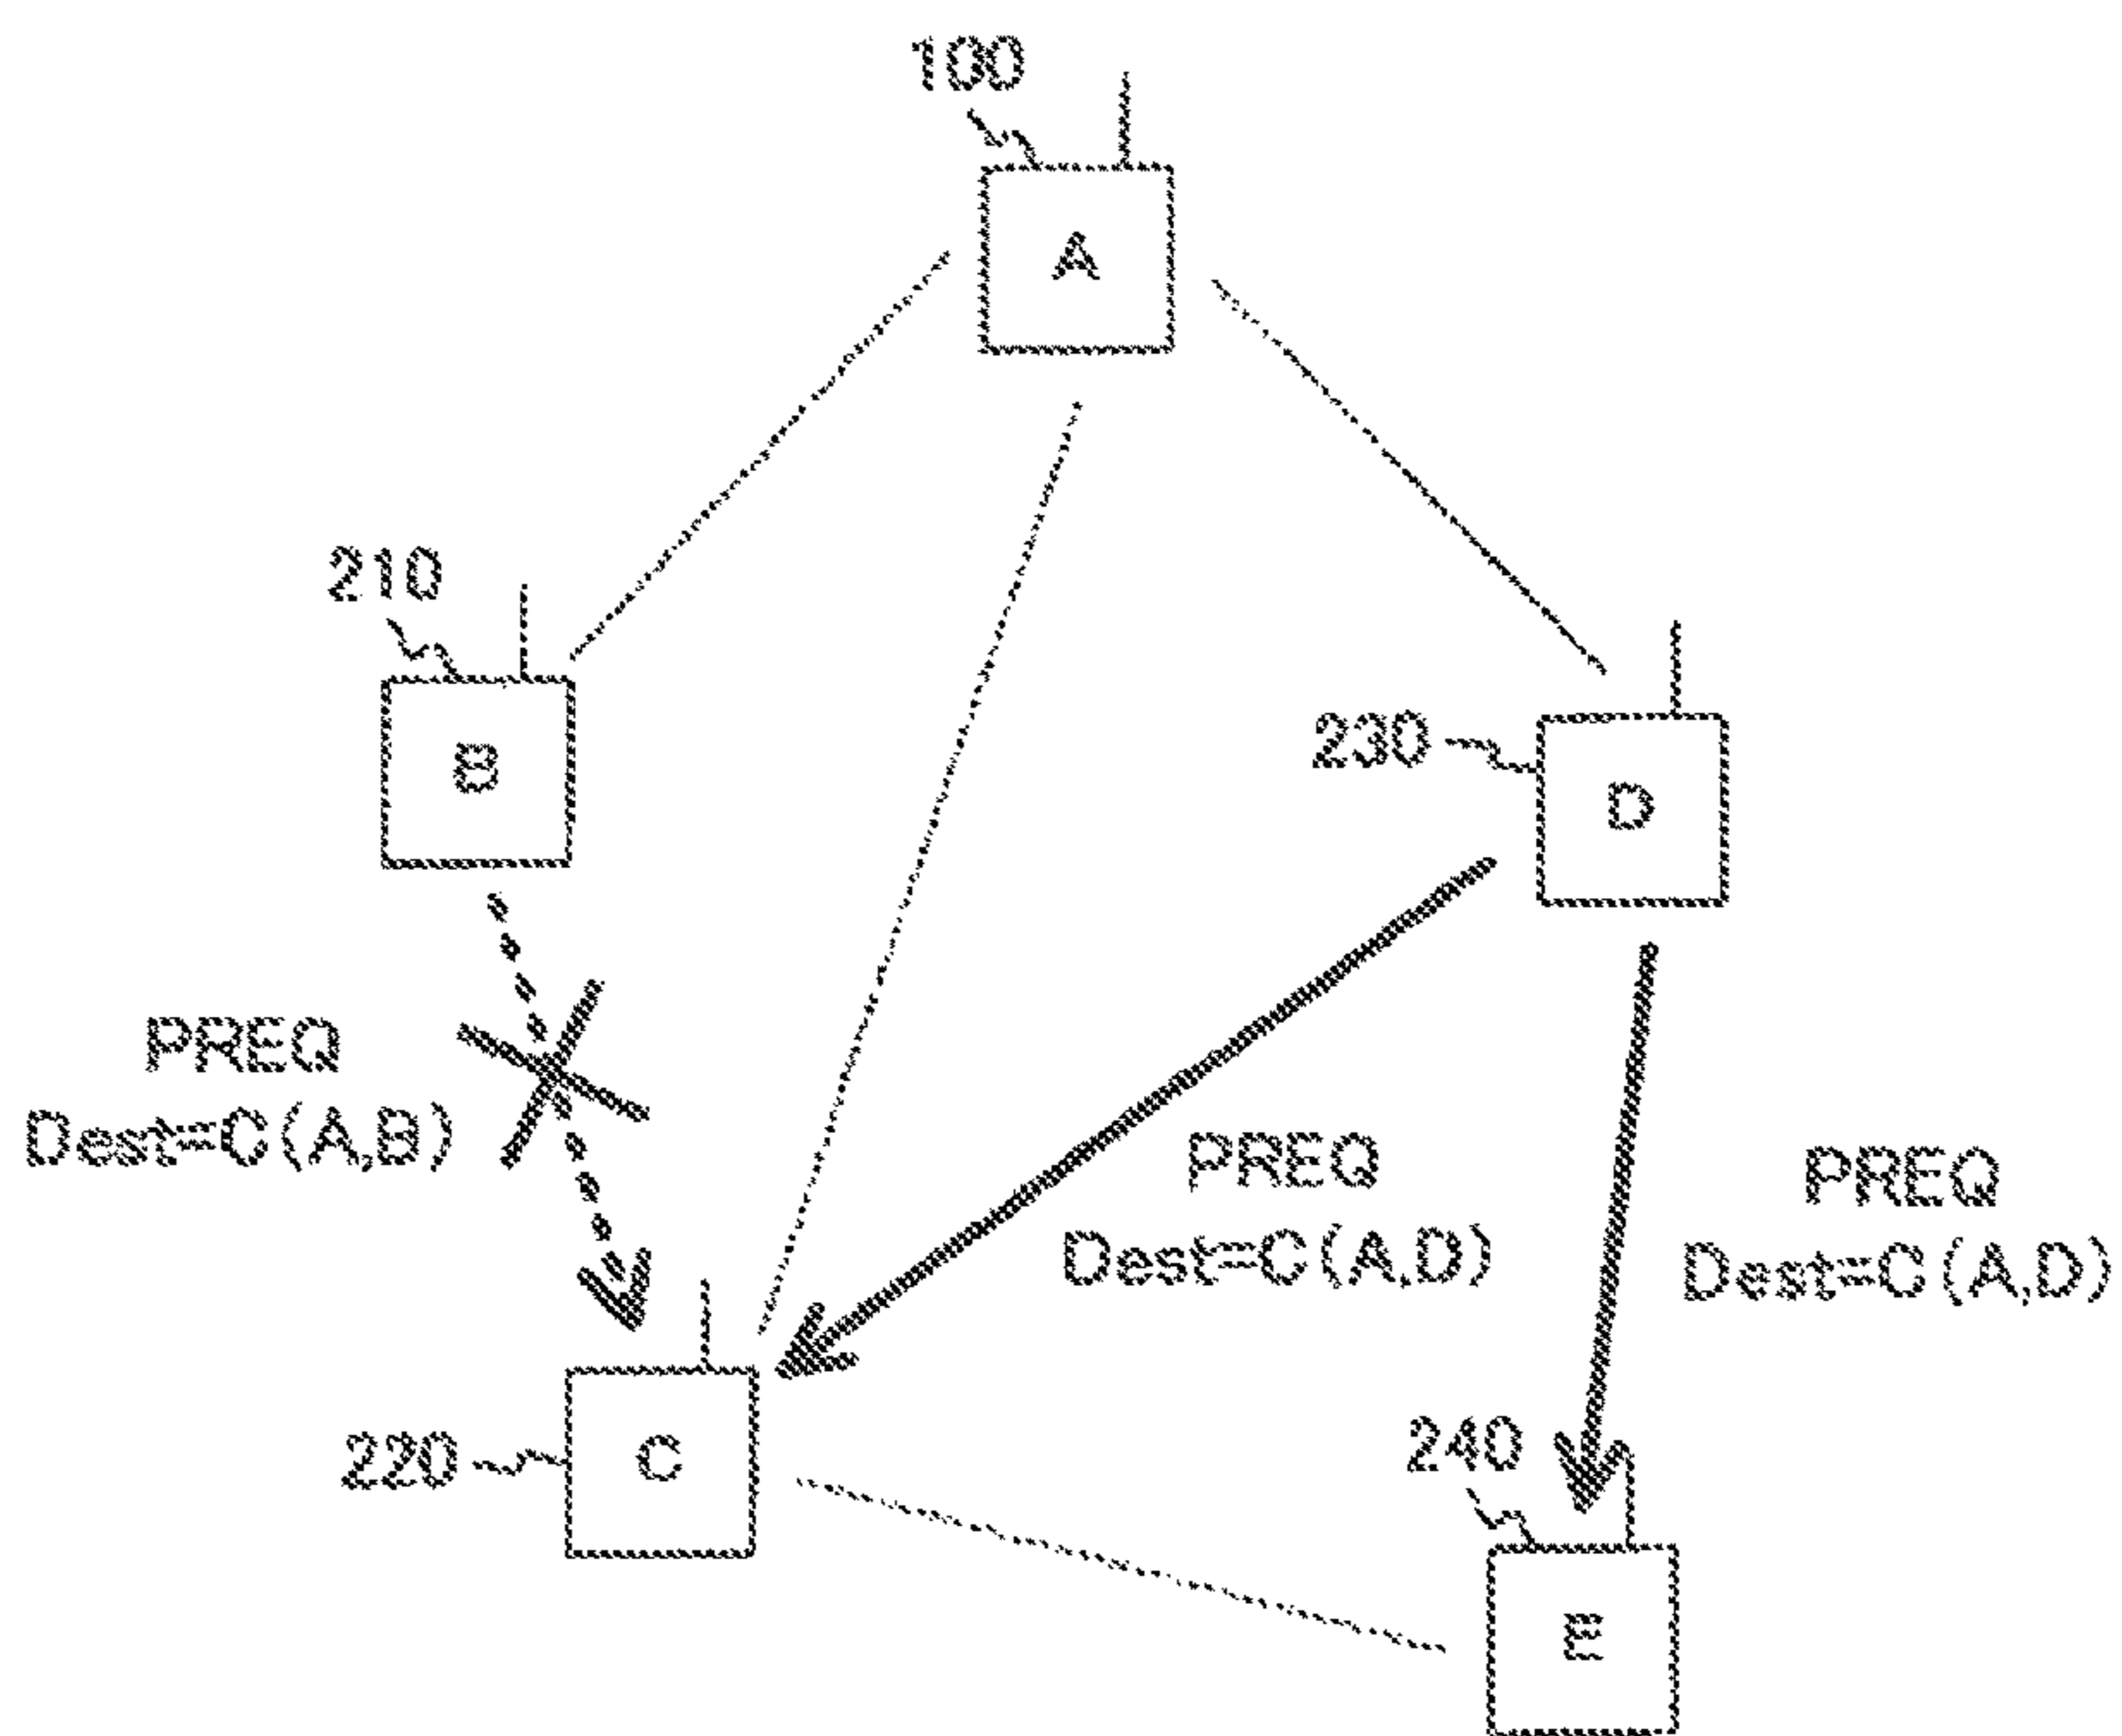 100
A
210
B
230
D
PREQ
Dest=C(A,B)
PREQ
Dest=C(A,D)
PREQ
Dest=C(A,D)
220
C
240
E